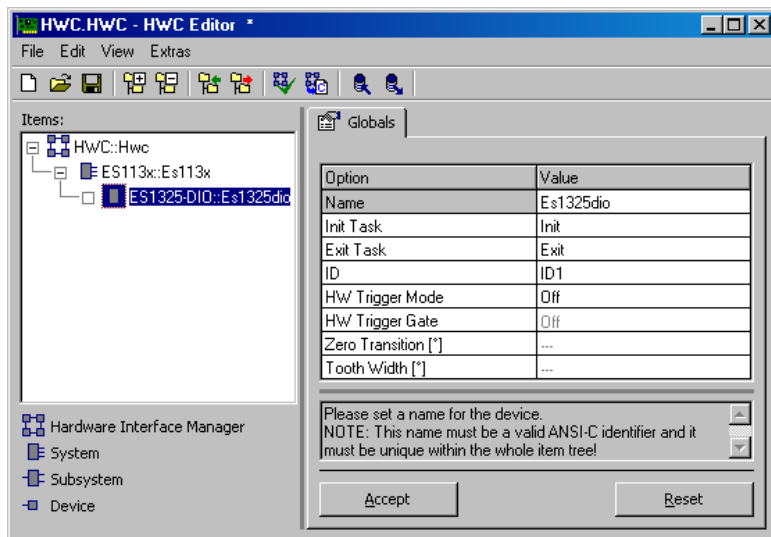 HWC.HWC - HWC Editor *
File Edit View Extras
Items:
HWC::Hwc
ES113x::Es113x
ES1325-DIO::Es1325dio
Hardware Interface Manager
System
Subsystem
Device
Globals
Option Value
Name Es1325dio
Init Task Init
Exit Task Exit
ID ID1
HW Trigger Mode Off
HW Trigger Gate Off
Zero Transition [°] ---
Tooth Width [°] ---
Please set a name for the device.
NOTE: This name must be a valid ANSI-C identifier and it
must be unique within the whole item tree!
Accept Reset